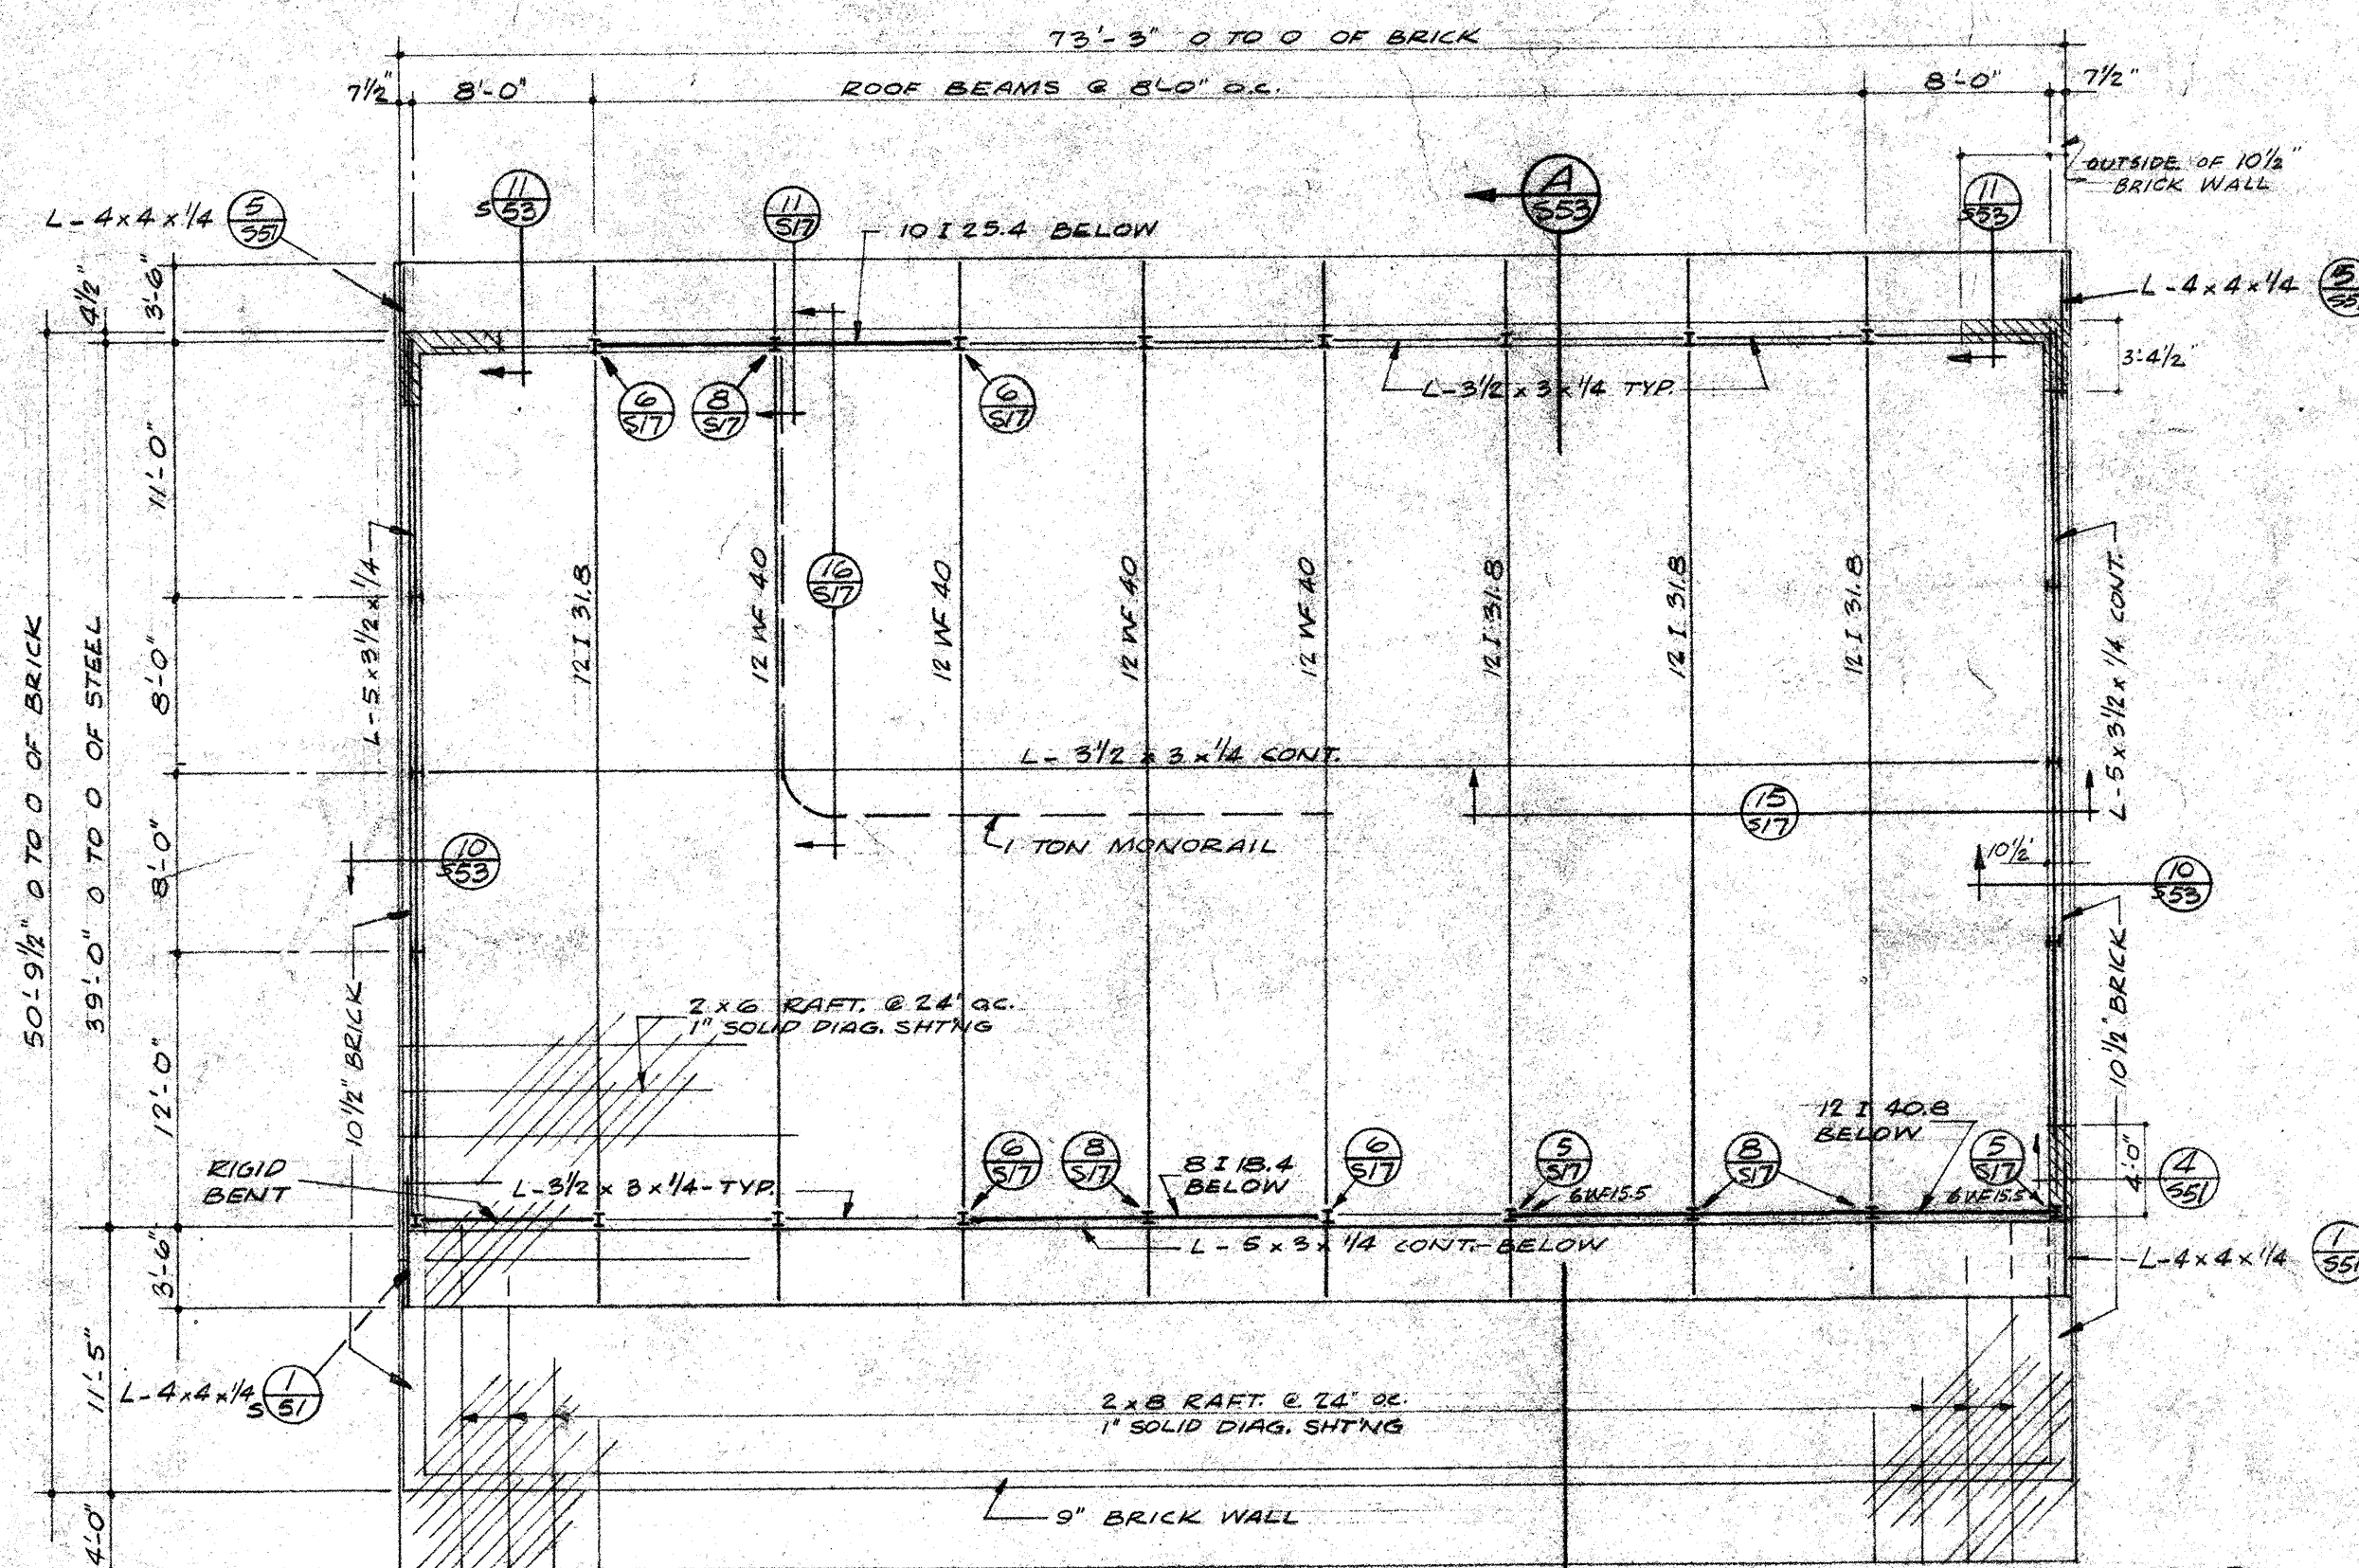 73'-3" O TO O OF BRICK
7½"
8'-0"
ROOF BEAMS @ 8'-0" O.C.
8'-0"
7½"
OUTSIDE OF 10½"
BRICK WALL
L-4x4x¼
5
S51
11
S53
11
S17
10 I 25.4 BELOW
A
S53
11
S53
L-4x4x¼
5
4½"
3'-6"
3'-4½"
6
S17
8
S17
6
S17
L-3½x3x¼ TYP.
11'-0"
L-5x3½x¼
12 I 31.8
12 WF 40
16
S17
12 WF 40
12 WF 40
12 WF 40
12 I 31.8
12 I 31.8
12 I 31.8
L-5x3½x¼ CONT.
50'-9½" O TO O OF BRICK
39'-0" O TO O OF STEEL
8'-0"
L-3½x3x¼ CONT.
15
S17
1 TON MONORAIL
8'-0"
10
S53
10½"
10
S53
2x6 RAFT. @ 24" O.C.
1" SOLID DIAG. SHT'NG
10½" BRICK
10½" BRICK
12'-0"
12 I 40.8
BELOW
RIGID
BENT
L-3½x3x¼-TYP.
6
S17
8
S17
8 I 18.4
BELOW
6
S17
5
S17
6WF15.5
8
S17
5
S17
6WF15.5
4'-0"
4
S51
L-5x3x¼ CONT.-BELOW
L-4x4x¼
1
S51
3'-6"
11'-5"
L-4x4x¼
1
S51
2x8 RAFT. @ 24" O.C.
1" SOLID DIAG. SHT'NG
9" BRICK WALL
4'-0"